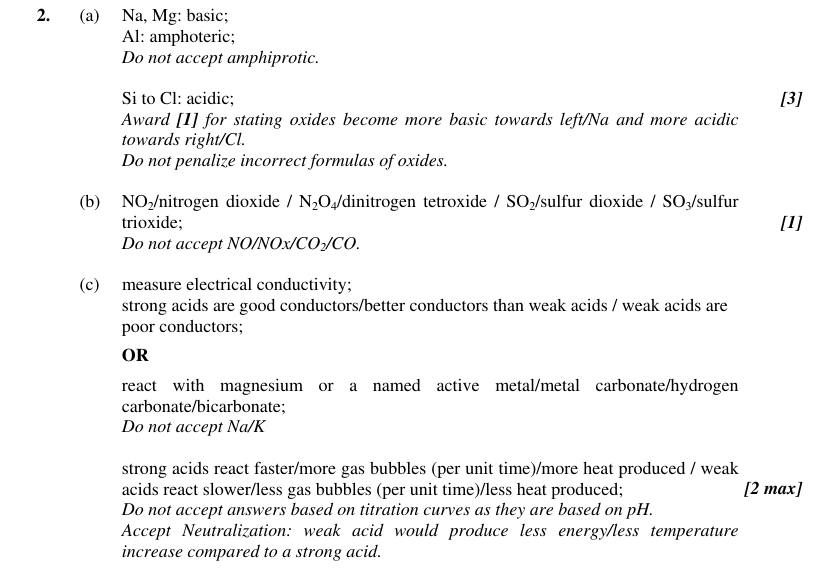 2. (a) Na, Mg: basic;
Al: amphoteric;
Do not accept amphiprotic.
Si to Cl: acidic; [3]
Award [1] for stating oxides become more basic towards left/Na and more acidic
towards right/Cl.
Do not penalize incorrect formulas of oxides.
(b) NO₂/nitrogen dioxide / N₂O₄/dinitrogen tetroxide / SO₂/sulfur dioxide / SO₃/sulfur
trioxide; [1]
Do not accept NO/NOx/CO₂/CO.
(c) measure electrical conductivity;
strong acids are good conductors/better conductors than weak acids / weak acids are
poor conductors;
OR
react with magnesium or a named active metal/metal carbonate/hydrogen
carbonate/bicarbonate;
Do not accept Na/K
strong acids react faster/more gas bubbles (per unit time)/more heat produced / weak
acids react slower/less gas bubbles (per unit time)/less heat produced; [2 max]
Do not accept answers based on titration curves as they are based on pH.
Accept Neutralization: weak acid would produce less energy/less temperature
increase compared to a strong acid.